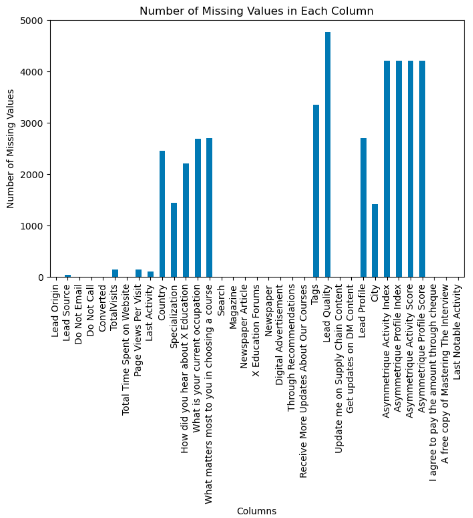 Number of Missing Values in Each Column
5000
4000
3000
2000
1000
0
Number of Missing Values
Lead Origin
Lead Source
Do Not Email
Do Not Call
Converted
TotalVisits
Total Time Spent on Website
Page Views Per Visit
Last Activity
Country
Specialization
How did you hear about X Education
What is your current occupation
What matters most to you in choosing a course
Search
Magazine
Newspaper Article
X Education Forums
Newspaper
Digital Advertisement
Through Recommendations
Receive More Updates About Our Courses
Tags
Lead Quality
Update me on Supply Chain Content
Get updates on DM Content
Lead Profile
City
Asymmetrique Activity Index
Asymmetrique Profile Index
Asymmetrique Activity Score
Asymmetrique Profile Score
I agree to pay the amount through cheque
A free copy of Mastering The Interview
Last Notable Activity
Columns